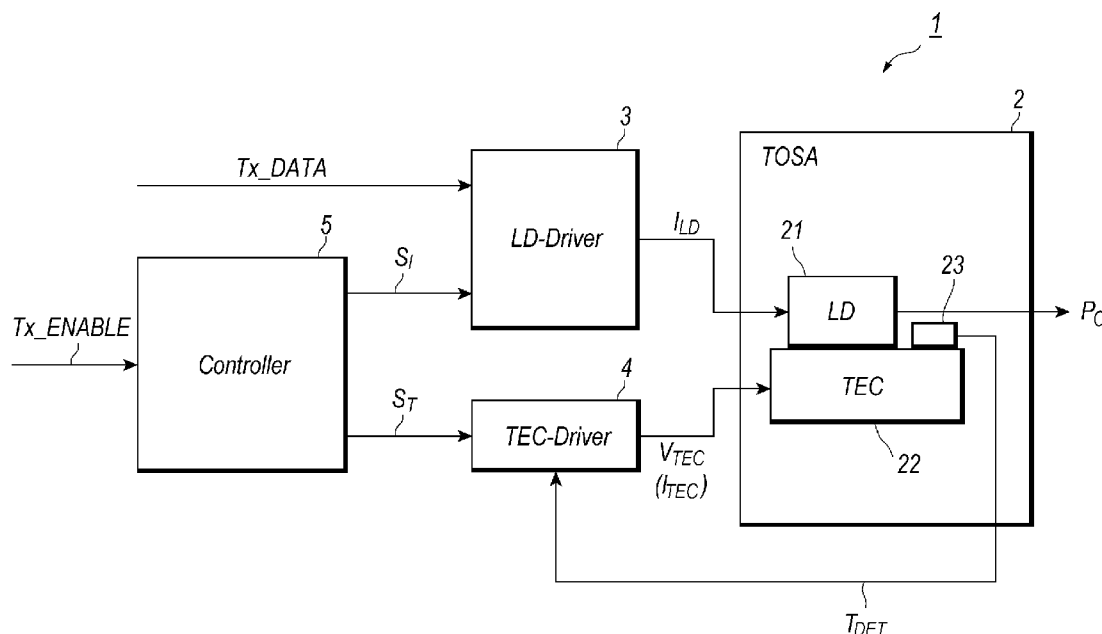 1
2
3
TOSA
Tx_DATA
LD-Driver
I_LD
5
S_I
21
23
LD
P_O
Tx_ENABLE
Controller
4
S_T
TEC-Driver
TEC
V_TEC
(I_TEC)
22
T_DET